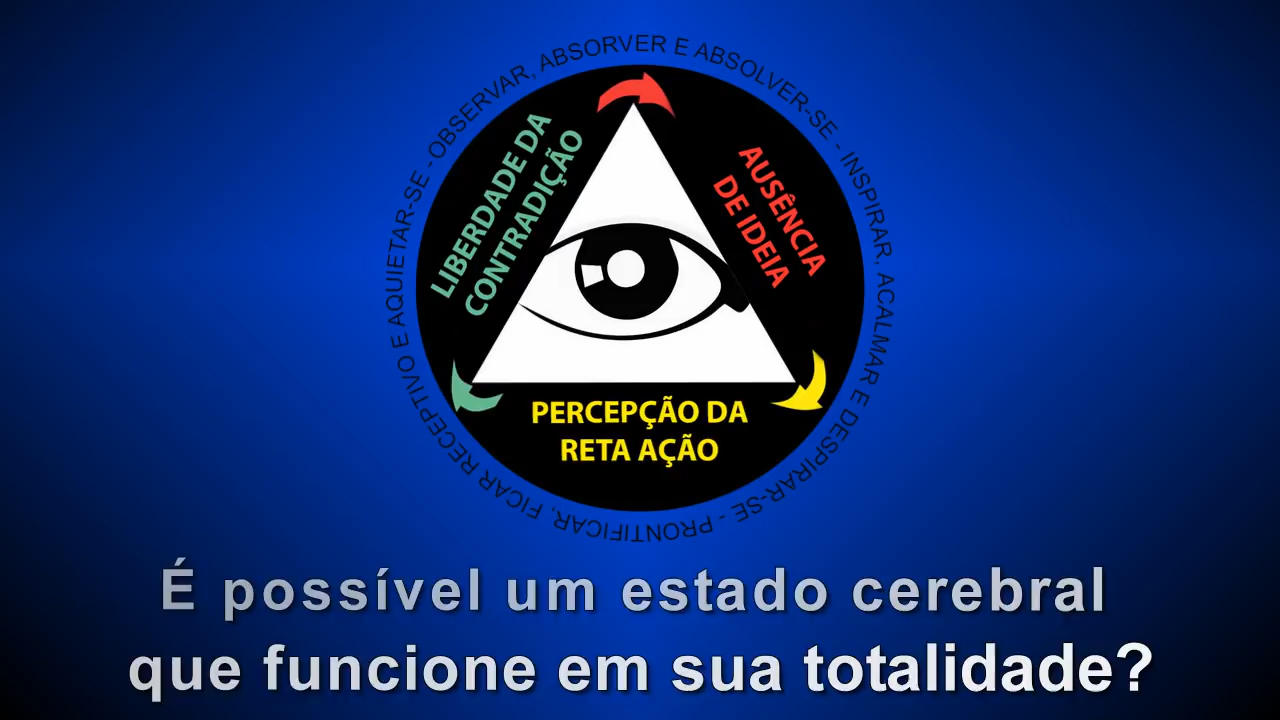 OBSERVAR, ABSORVER E ABSOLVER-SE - INSPIRAR, ACALMAR E DESPIRAR-SE - PRONTIFICAR, FICAR RECEPTIVO E AQUIETAR-SE -
LIBERDADE DA
CONTRADIÇÃO
AUSÊNCIA
DE IDEIA
PERCEPÇÃO DA
RETA AÇÃO
É possível um estado cerebral
que funcione em sua totalidade?